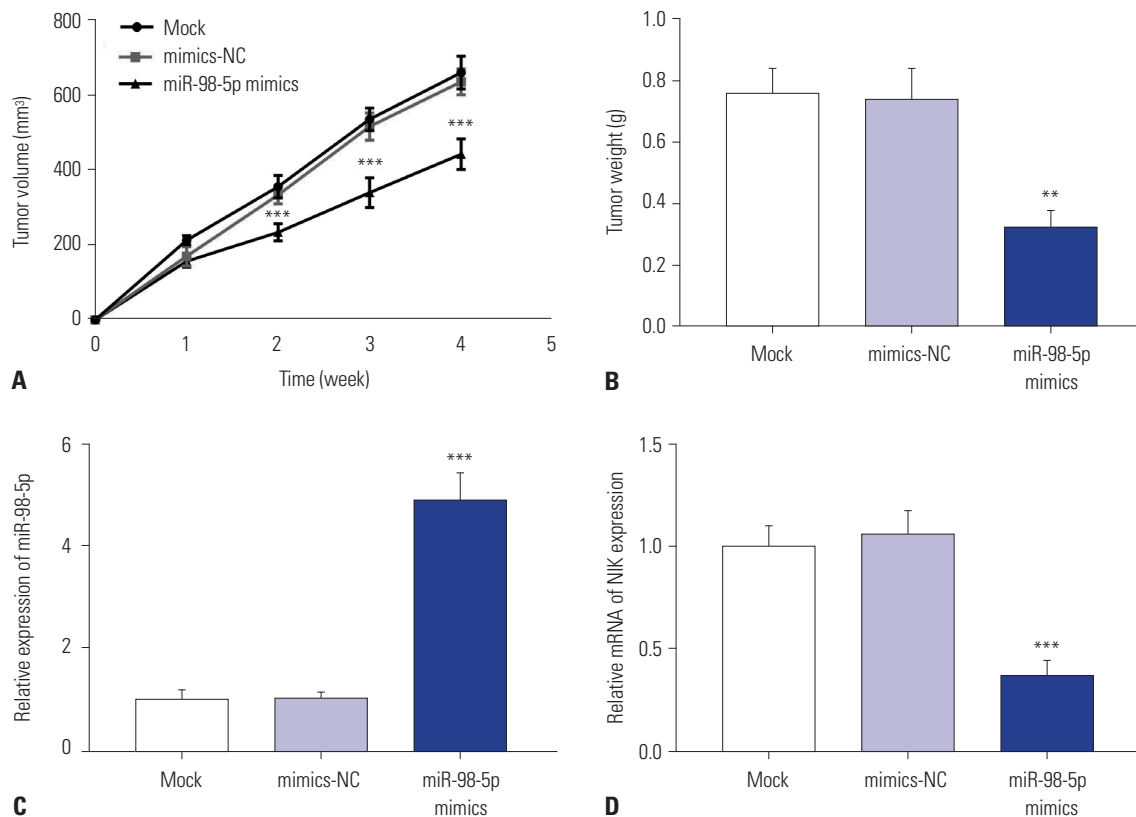 800
600
400
200
0
Tumor volume (mm³)
Mock
mimics-NC
miR-98-5p mimics
***
***
***
0 1 2 3 4 5
Time (week)
A
1.0
0.8
0.6
0.4
0.2
0.0
Tumor weight (g)
**
Mock mimics-NC miR-98-5p
mimics
B
6
4
2
0
Relative expression of miR-98-5p
***
Mock mimics-NC miR-98-5p
mimics
C
1.5
1.0
0.5
0.0
Relative mRNA of NIK expression
***
Mock mimics-NC miR-98-5p
mimics
D